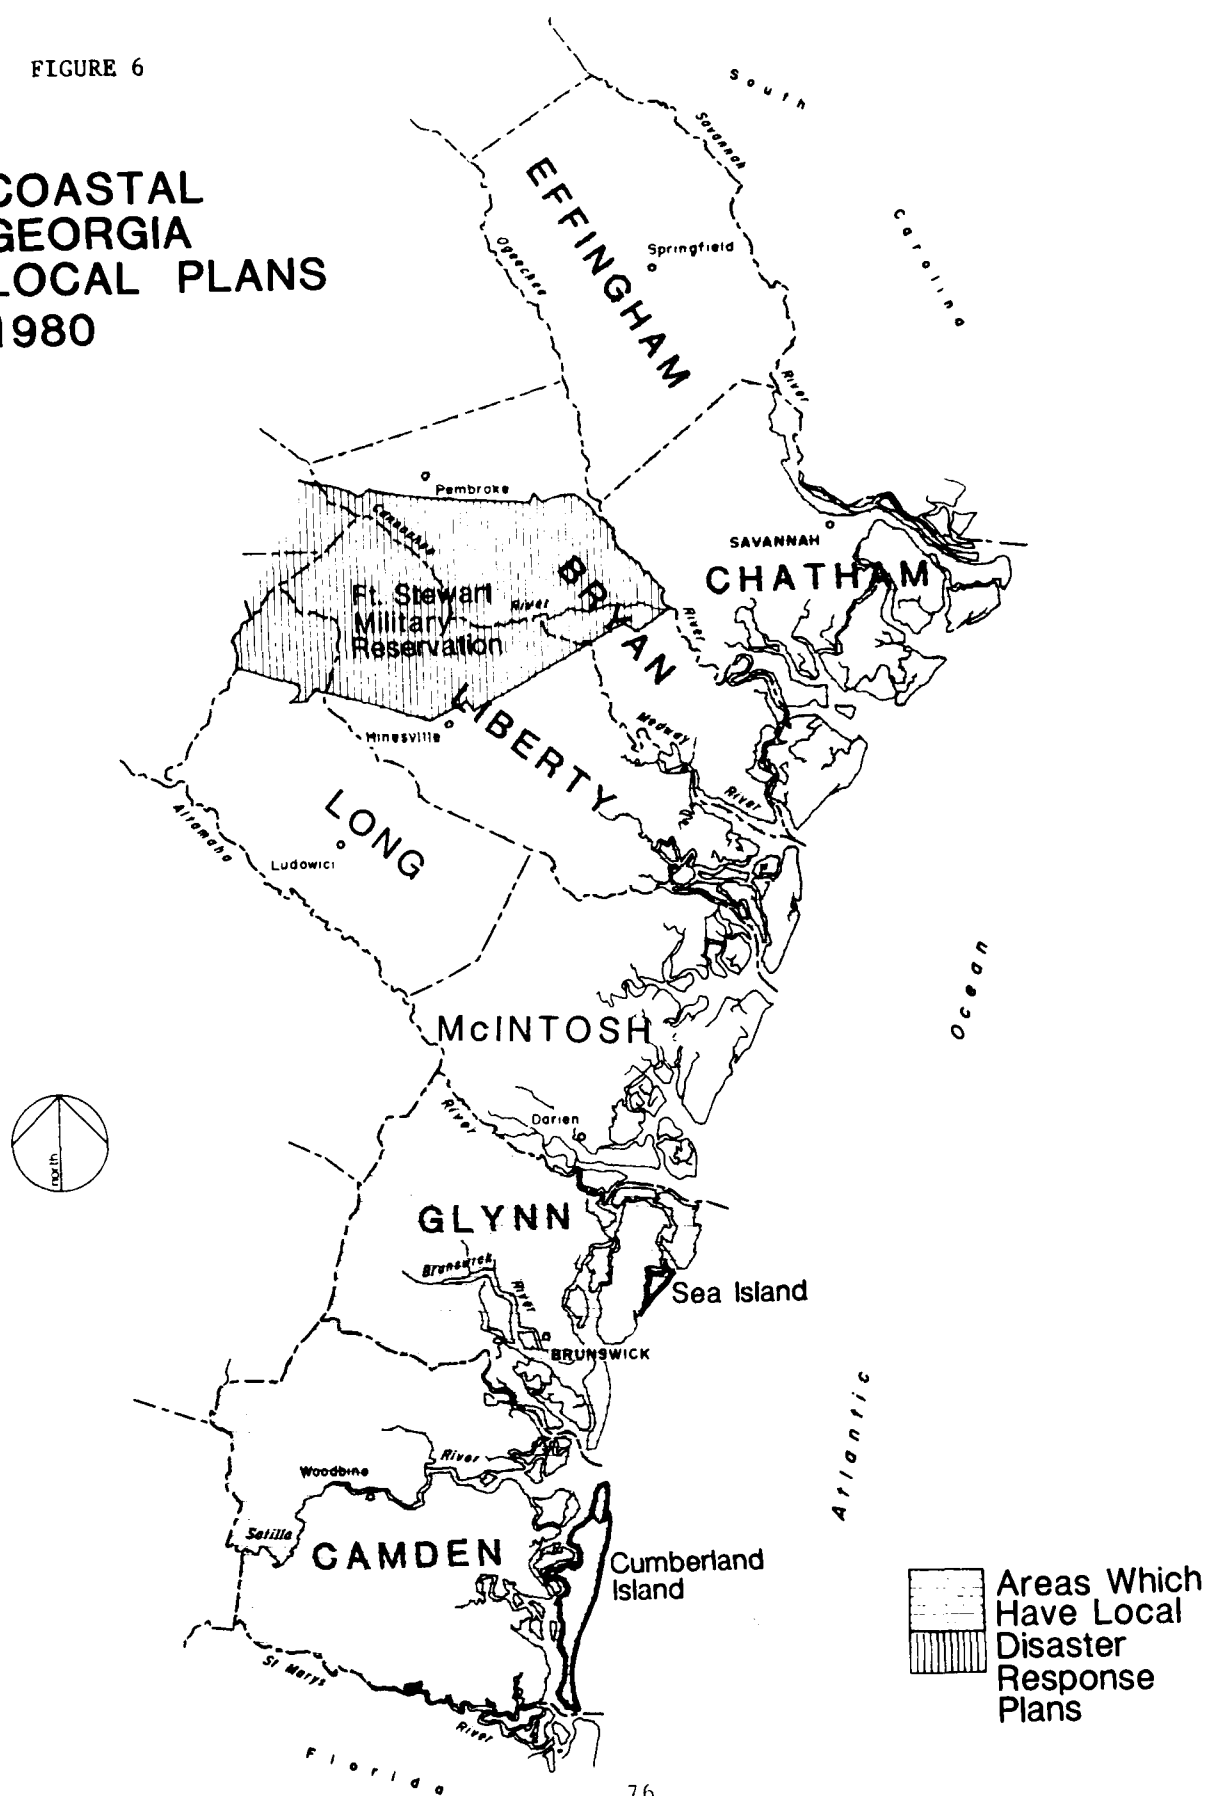 FIGURE 6
COASTAL
GEORGIA
LOCAL PLANS
1980
South
Carolina
Savannah
River
EFFINGHAM
Springfield
Ogeechee
River
Pembroke
Canoochee
River
Ft. Stewart
Military
Reservation
BRYAN
SAVANNAH
CHATHAM
Hinesville
LIBERTY
Medway
River
LONG
Ludowici
Altamaha
River
McINTOSH
Darien
Ocean
Atlantic
north
GLYNN
Brunswick
River
Sea Island
BRUNSWICK
Woodbine
Satilla
River
CAMDEN
Cumberland
Island
St Marys
River
Florida
Areas Which
Have Local
Disaster
Response
Plans
76